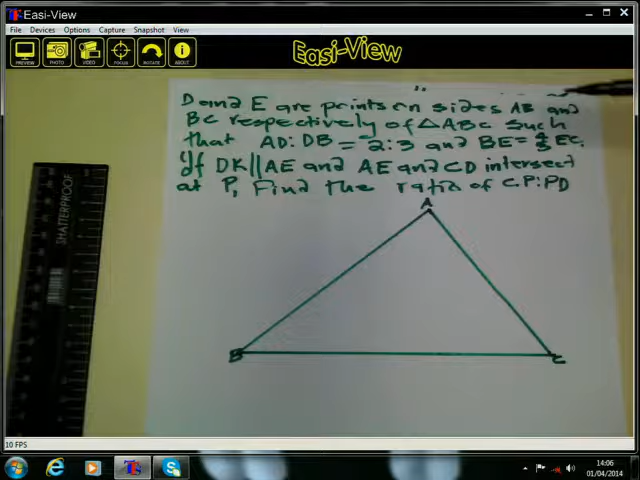 Easi-View
File Devices Options Capture Snapshot View
PREVIEW PHOTO VIDEO FOCUS ROTATE ABOUT
Easi-View
D and E are points on sides AB and
BC respectively of △ABC such
that AD:DB = 2:3 and BE= EC.
If DK||AE and AE and CD intersect
at P, Find the ratio of CP:PD
SHATTERPROOF
A
B
C
10 FPS
14:06
01/04/2014